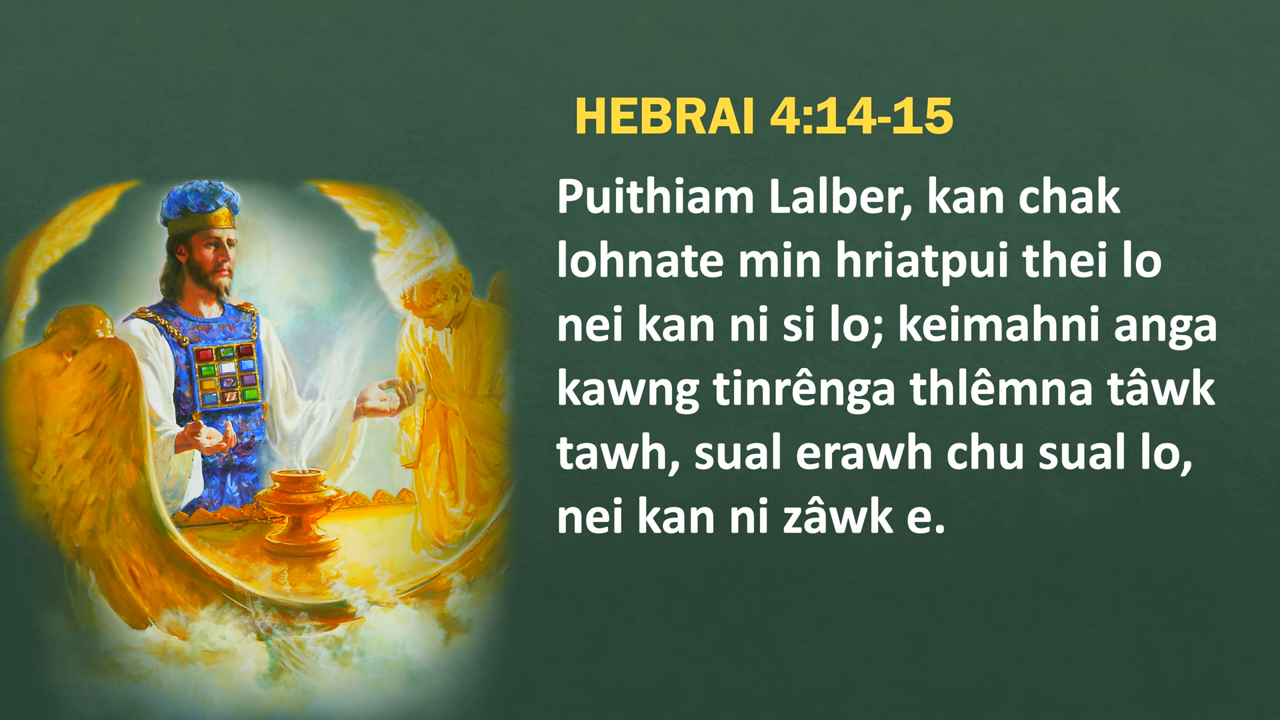 HEBRAI 4:14-15
Puithiam Lalber, kan chak
lohnate min hriatpui thei lo
nei kan ni si lo; keimahni anga
kawng tinrênga thlêmna tâwk
tawh, sual erawh chu sual lo,
nei kan ni zâwk e.